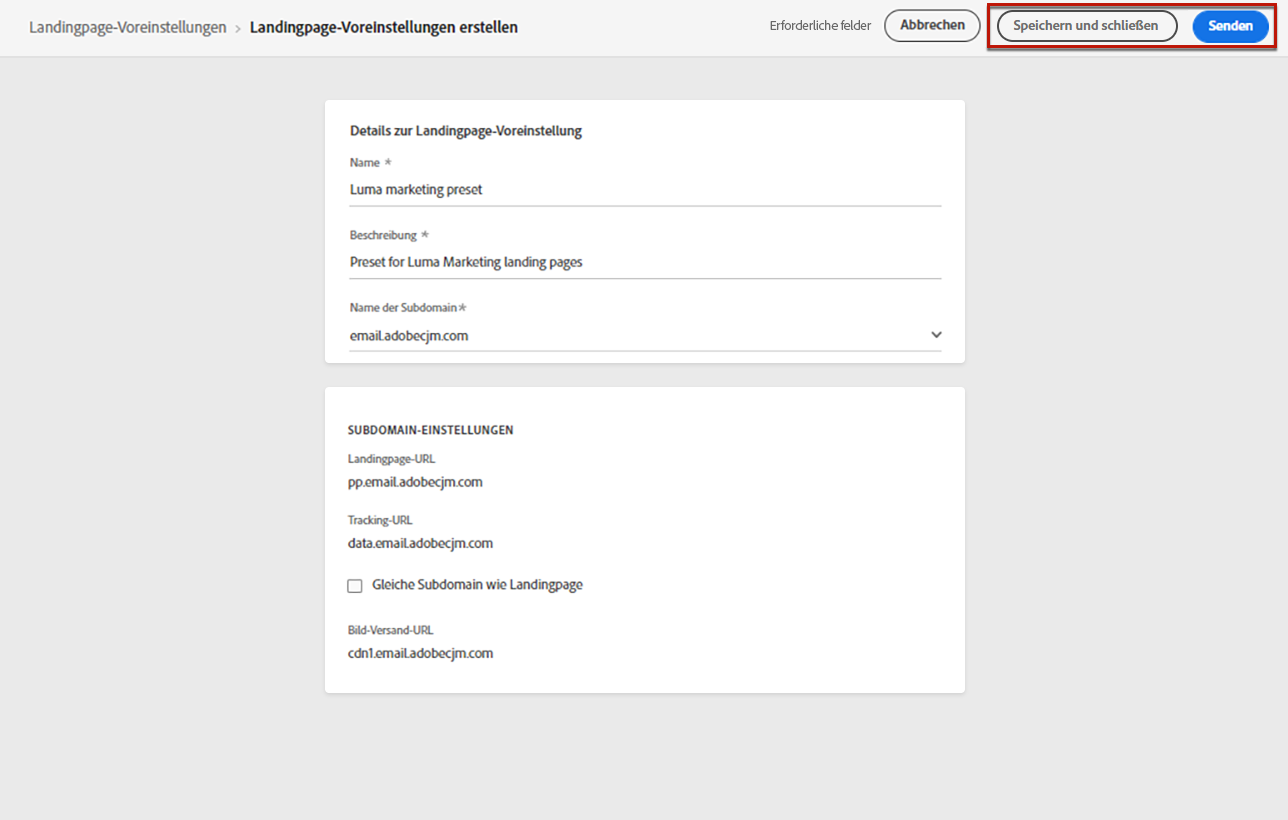 Landingpage-Voreinstellungen > Landingpage-Voreinstellungen erstellen
Erforderliche felder
Abbrechen
Speichern und schließen
Senden
Details zur Landingpage-Voreinstellung
Name *
Luma marketing preset
Beschreibung *
Preset for Luma Marketing landing pages
Name der Subdomain*
email.adobecjm.com
SUBDOMAIN-EINSTELLUNGEN
Landingpage-URL
pp.email.adobecjm.com
Tracking-URL
data.email.adobecjm.com
Gleiche Subdomain wie Landingpage
Bild-Versand-URL
cdn1.email.adobecjm.com